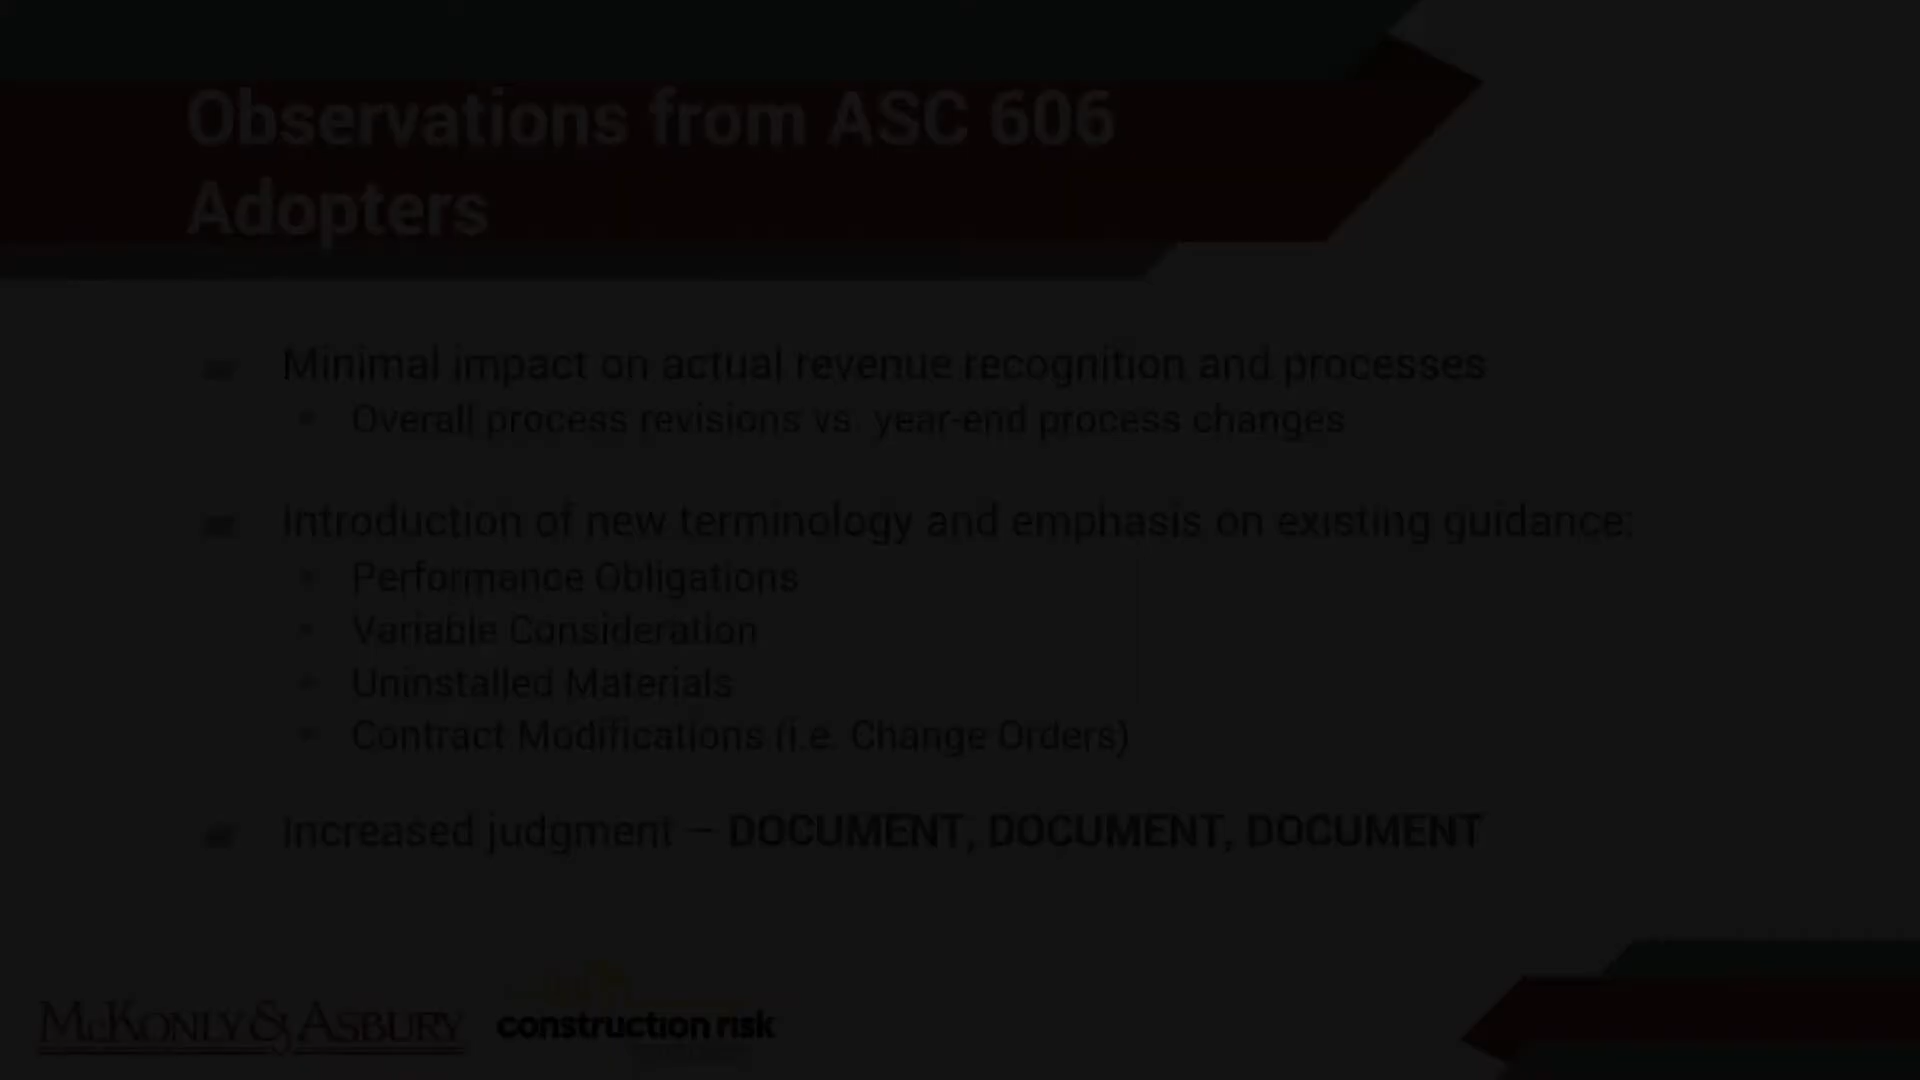 Observations from ASC 606
Adopters
Minimal impact on actual revenue recognition and processes
Overall process revisions vs. year-end process changes
Introduction of new terminology and emphasis on existing guidance:
Performance Obligations
Variable Consideration
Uninstalled Materials
Contract Modifications (i.e. Change Orders)
Increased judgment – DOCUMENT, DOCUMENT, DOCUMENT
McKonly & Asbury
construction risk